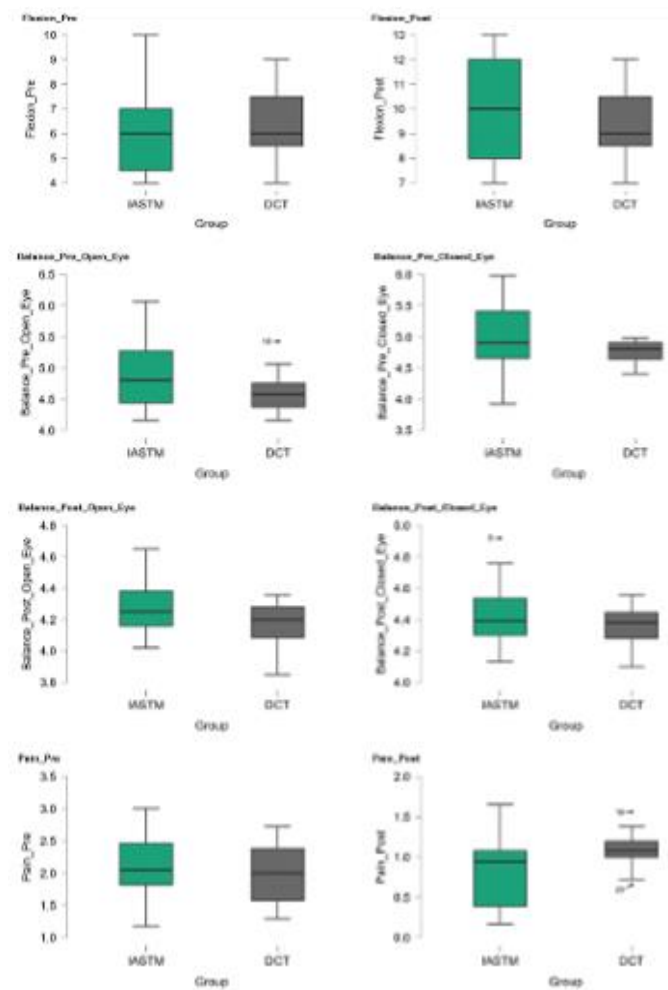 Flexion_Pre
10
9
8
7
6
5
4
Flexion_Pre
IASTM
DCT
Group
Flexion_Post
13
12
11
10
9
8
7
Flexion_Post
IASTM
DCT
Group
Balance_Pre_Open_Eye
6.5
6.0
5.5
5.0
4.5
4.0
Balance_Pre_Open_Eye
IASTM
DCT
Group
Balance_Pre_Closed_Eye
6.0
5.5
5.0
4.5
4.0
3.5
Balance_Pre_Closed_Eye
IASTM
DCT
Group
Balance_Post_Open_Eye
4.8
4.6
4.4
4.2
4.0
3.8
Balance_Post_Open_Eye
IASTM
DCT
Group
Balance_Post_Closed_Eye
5.0
4.8
4.6
4.4
4.2
4.0
Balance_Post_Closed_Eye
IASTM
DCT
Group
Pain_Pre
3.5
3.0
2.5
2.0
1.5
1.0
Pain_Pre
IASTM
DCT
Group
Pain_Post
2.0
1.5
1.0
0.5
0.0
Pain_Post
IASTM
DCT
Group